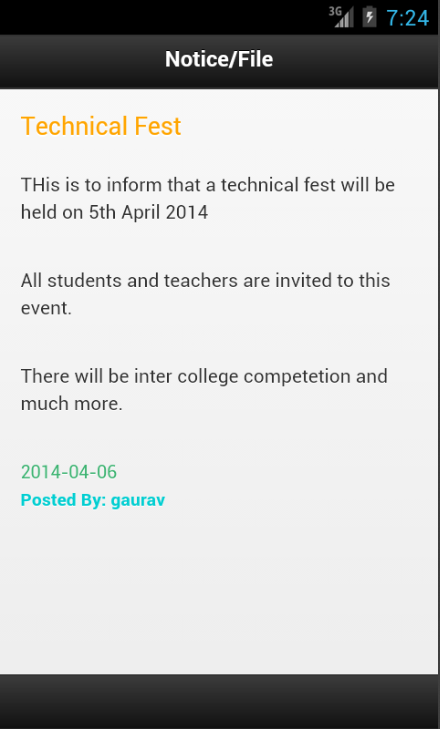 3G 7:24
Notice/File
Technical Fest
THis is to inform that a technical fest will be
held on 5th April 2014
All students and teachers are invited to this
event.
There will be inter college competetion and
much more.
2014-04-06
Posted By: gaurav